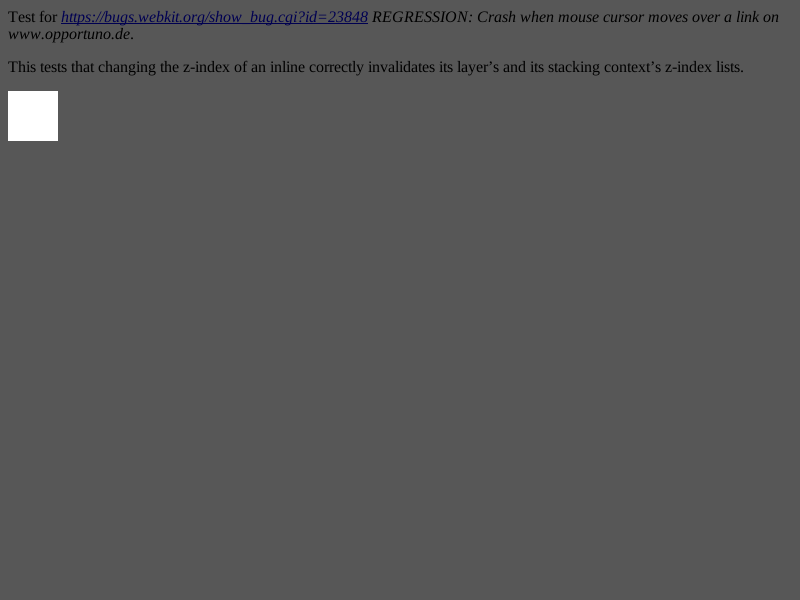 Test for https://bugs.webkit.org/show_bug.cgi?id=23848 REGRESSION: Crash when mouse cursor moves over a link on
www.opportuno.de.
This tests that changing the z-index of an inline correctly invalidates its layer’s and its stacking context’s z-index lists.